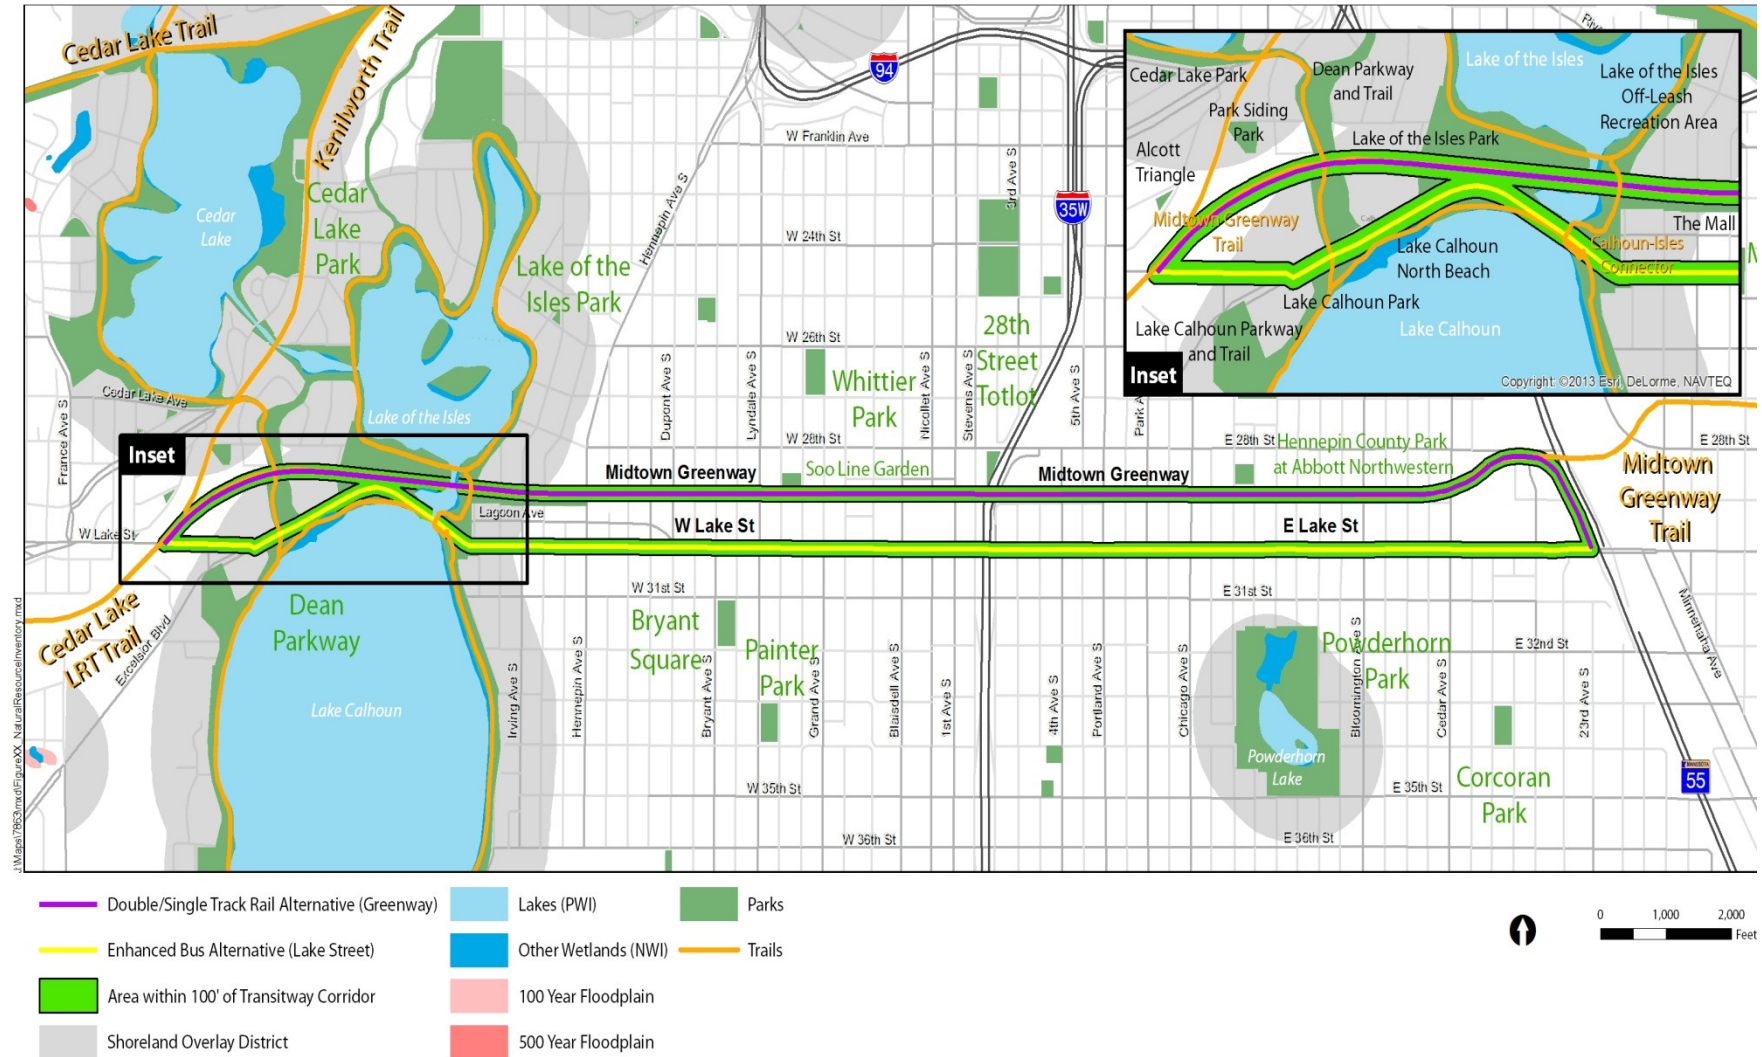 Cedar Lake Trail
Kenilworth Trail
Cedar
Lake
Cedar
Lake
Park
Lake of the
Isles Park
Lake of the Isles
Hennepin Ave S
94
W Franklin Ave
3rd Ave S
35W
W 24th St
W 26th St
28th
Street
Totlot
Whittier
Park
Dupont Ave S
Lyndale Ave S
Nicollet Ave S
Stevens Ave S
5th Ave S
Park A
W 28th St
Soo Line Garden
E 28th St
Hennepin County Park
at Abbott Northwestern
E 28th St
Midtown
Greenway
Trail
Cedar Lake Ave
France Ave S
Inset
Midtown Greenway
Midtown Greenway
Lagoon Ave
W Lake St
W Lake St
E Lake St
Cedar Lake
LRT Trail
Excelsior Blvd
Dean
Parkway
Lake Calhoun
Irving Ave S
Hennepin Ave S
W 31st St
E 31st St
Bryant
Square
Bryant Ave S
Painter
Park
Grand Ave S
Blaisdell Ave S
1st Ave S
4th Ave S
Portland Ave S
Chicago Ave S
Powderhorn
Park
Powderhorn
Lake
Bloomington Ave S
Cedar Ave S
E 32nd St
23rd Ave S
Minnehaha Ave
MINNESOTA
55
Corcoran
Park
W 35th St
E 35th St
W 36th St
E 36th St
Cedar Lake Park
Dean Parkway
and Trail
Lake of the Isles
Lake of the Isles
Off-Leash
Recreation Area
Park Siding
Park
Alcott
Triangle
Lake of the Isles Park
Midtown Greenway
Trail
The Mall
Calhoun-Isles
Connector
Lake Calhoun
North Beach
Lake Calhoun Park
Lake Calhoun Parkway
and Trail
Lake Calhoun
Inset
Copyright: ©2013 Esri, DeLorme, NAVTEQ
J:\Maps\7863\mxd\FigureXX_NaturalResourceInventory.mxd
Double/Single Track Rail Alternative (Greenway)
Enhanced Bus Alternative (Lake Street)
Area within 100' of Transitway Corridor
Shoreland Overlay District
Lakes (PWI)
Other Wetlands (NWI)
100 Year Floodplain
500 Year Floodplain
Parks
Trails
0 1,000 2,000
Feet